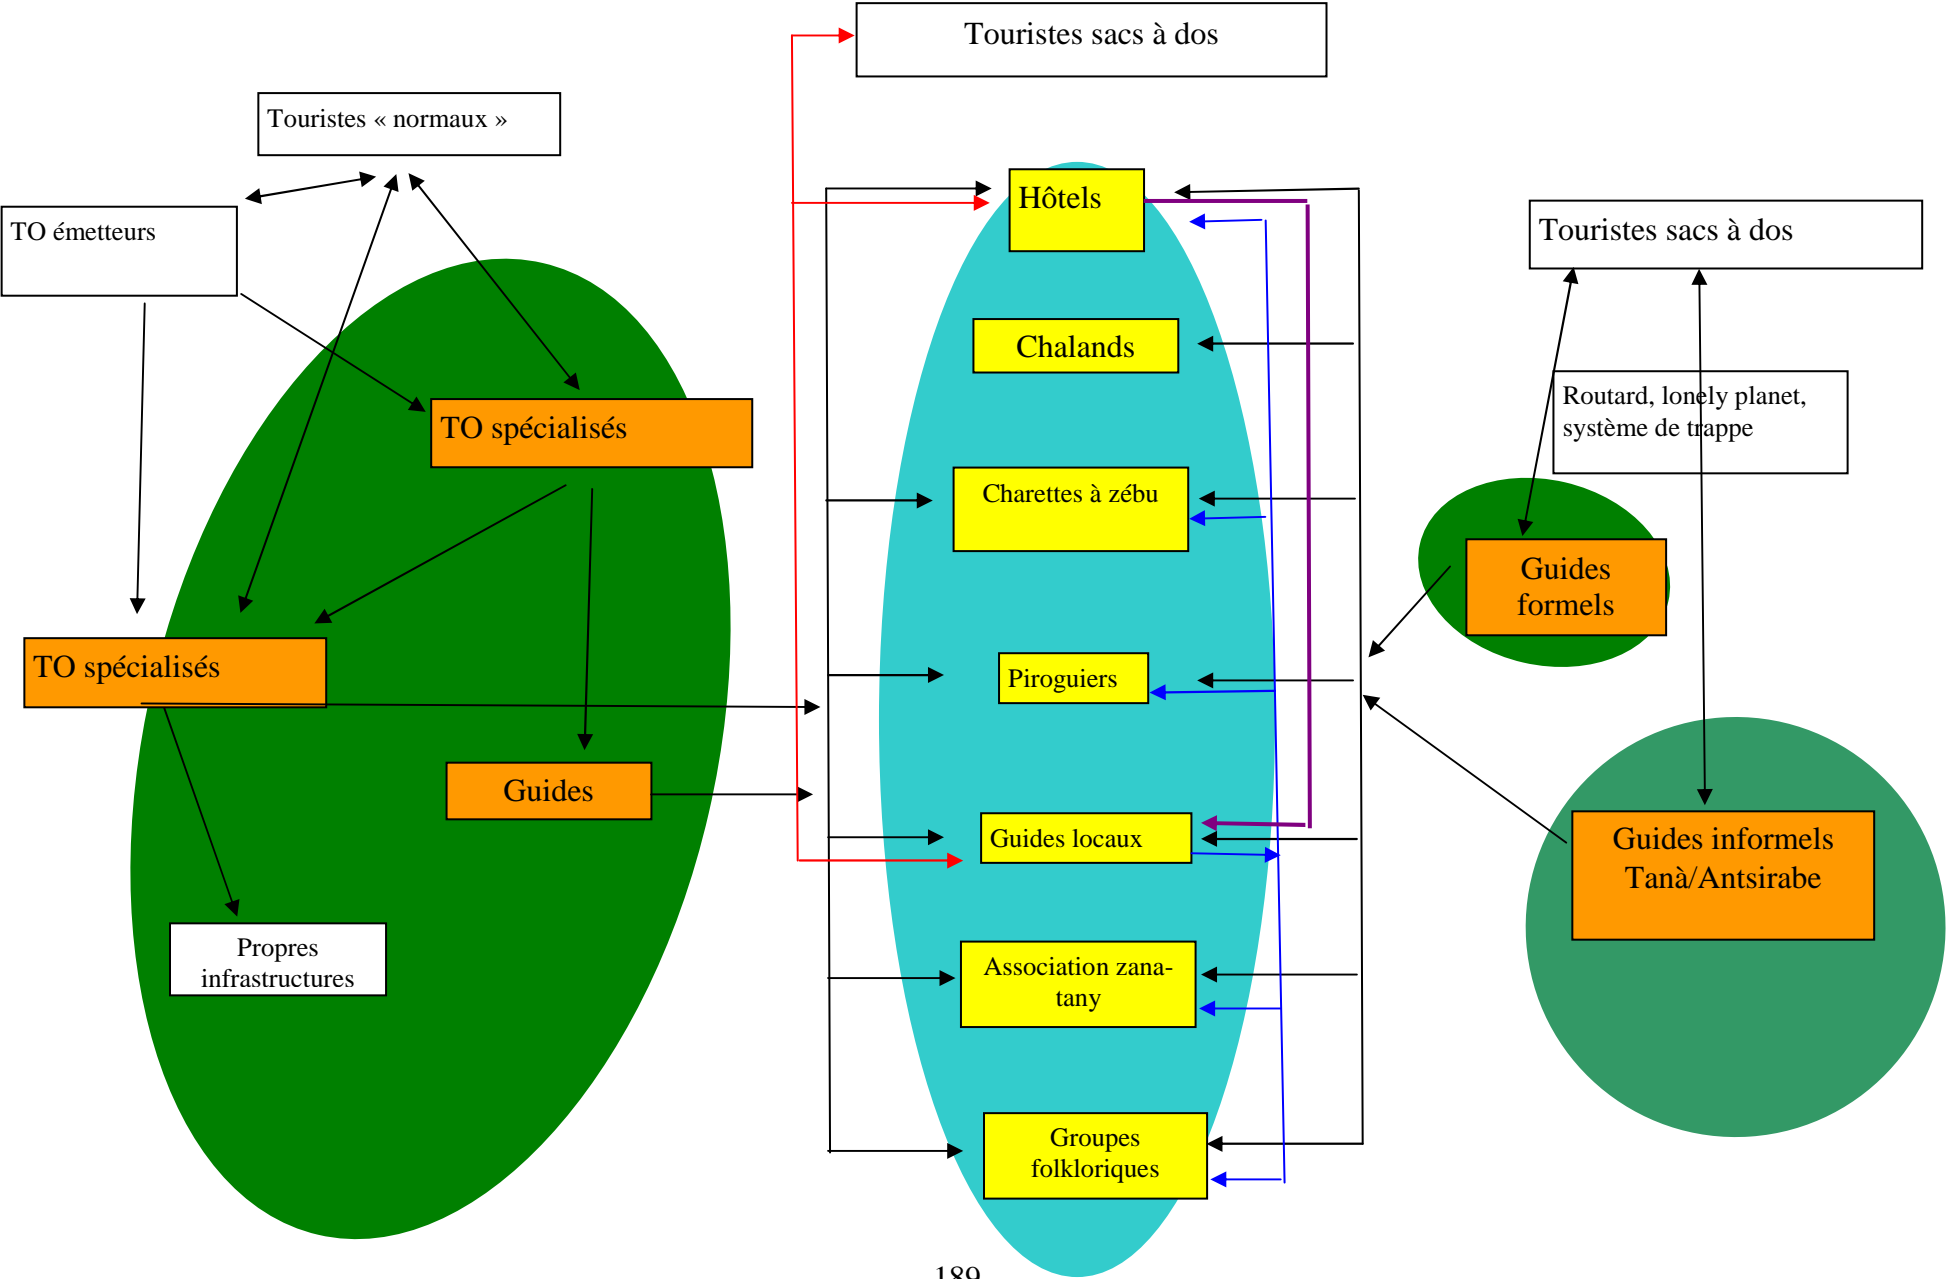 Touristes sacs à dos
Touristes « normaux »
TO émetteurs
Hôtels
Touristes sacs à dos
Chalands
TO spécialisés
Routard, lonely planet,
système de trappe
Charettes à zébu
Guides
formels
TO spécialisés
Piroguiers
Guides
Guides locaux
Guides informels
Tanà/Antsirabe
Propres
infrastructures
Association zana-
tany
Groupes
folkloriques
189